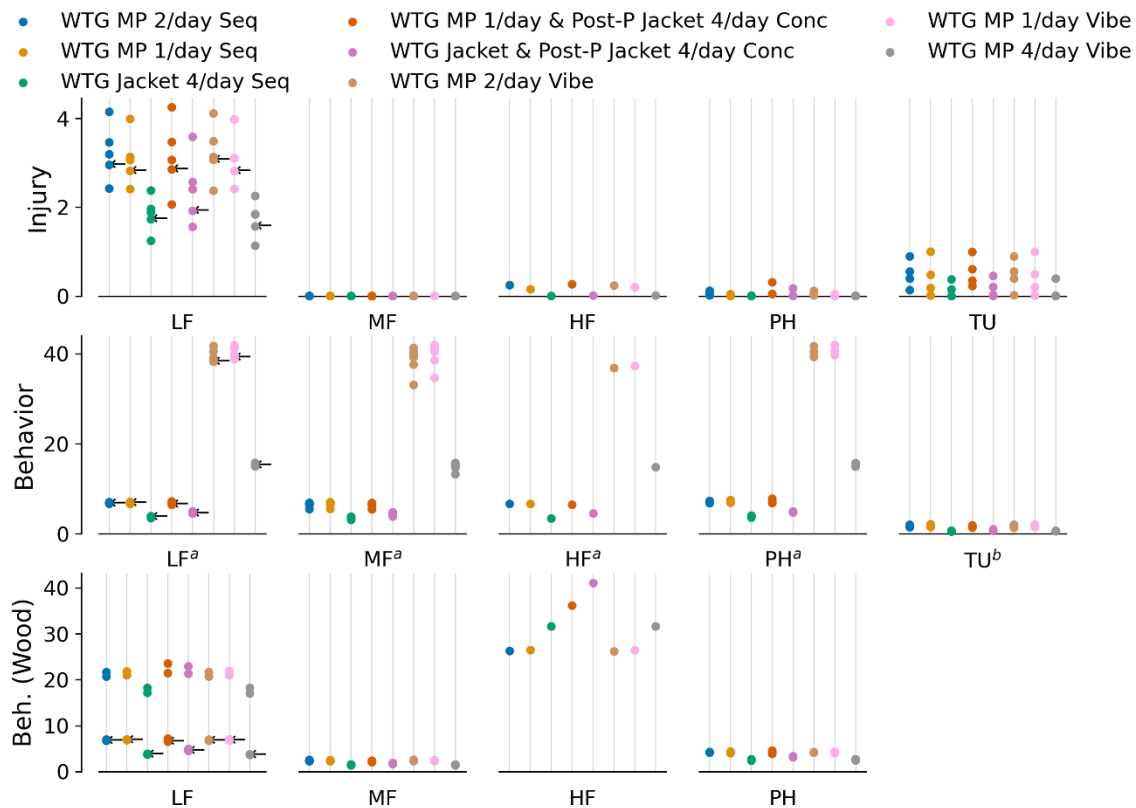 WTG MP 2/day Seq
WTG MP 1/day Seq
WTG Jacket 4/day Seq
WTG MP 1/day & Post-P Jacket 4/day Conc
WTG Jacket & Post-P Jacket 4/day Conc
WTG MP 2/day Vibe
WTG MP 1/day Vibe
WTG MP 4/day Vibe
Injury
4
2
0
LF MF HF PH TU
Behavior
40
20
0
LFᵃ MFᵃ HFᵃ PHᵃ TUᵇ
Beh. (Wood)
40
30
20
10
0
LF MF HF PH